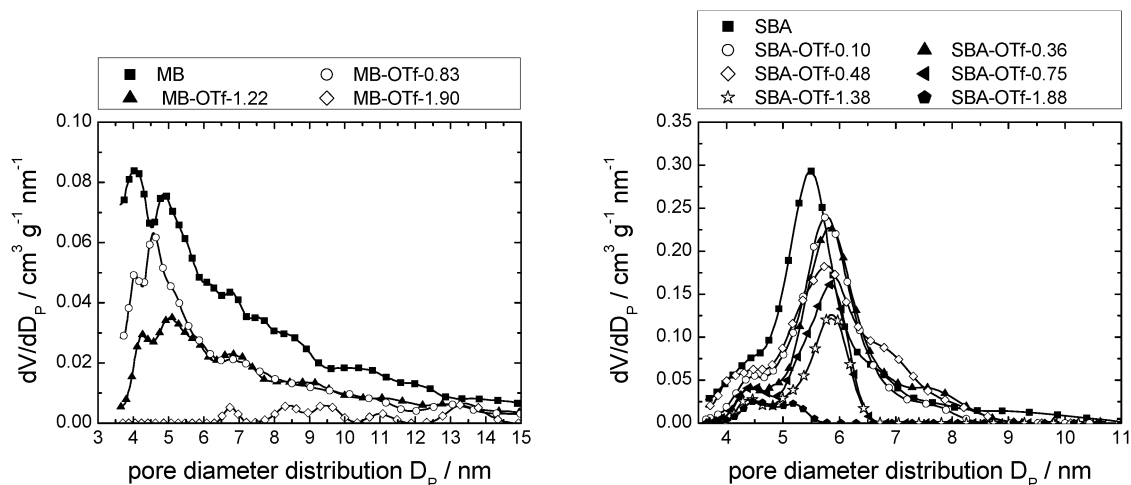 MB MB-OTf-0.83
MB-OTf-1.22 MB-OTf-1.90
0.10
0.08
0.06
0.04
0.02
0.00
dV/dD_P / cm³ g⁻¹ nm⁻¹
3 4 5 6 7 8 9 10 11 12 13 14 15
pore diameter distribution D_P / nm
SBA
SBA-OTf-0.10 SBA-OTf-0.36
SBA-OTf-0.48 SBA-OTf-0.75
SBA-OTf-1.38 SBA-OTf-1.88
0.35
0.30
0.25
0.20
0.15
0.10
0.05
0.00
dV/dD_P / cm³ g⁻¹ nm⁻¹
4 5 6 7 8 9 10 11
pore diameter distribution D_P / nm